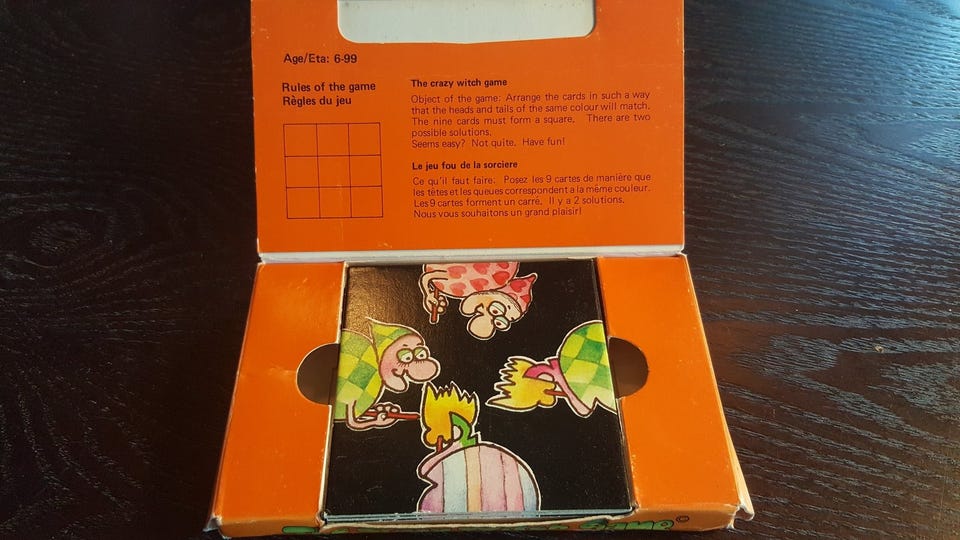 Age/Eta: 6-99
Rules of the game
Règles du jeu
The crazy witch game
Object of the game: Arrange the cards in such a way
that the heads and tails of the same colour will match.
The nine cards must form a square. There are two
possible solutions.
Seems easy? Not quite. Have fun!
Le jeu fou de la sorciere
Ce qu'il faut faire. Posez les 9 cartes de manière que
les têtes et les queues correspondent a la même couleur.
Les 9 cartes forment un carré. Il y a 2 solutions.
Nous vous souhaitons un grand plaisir!
Game©